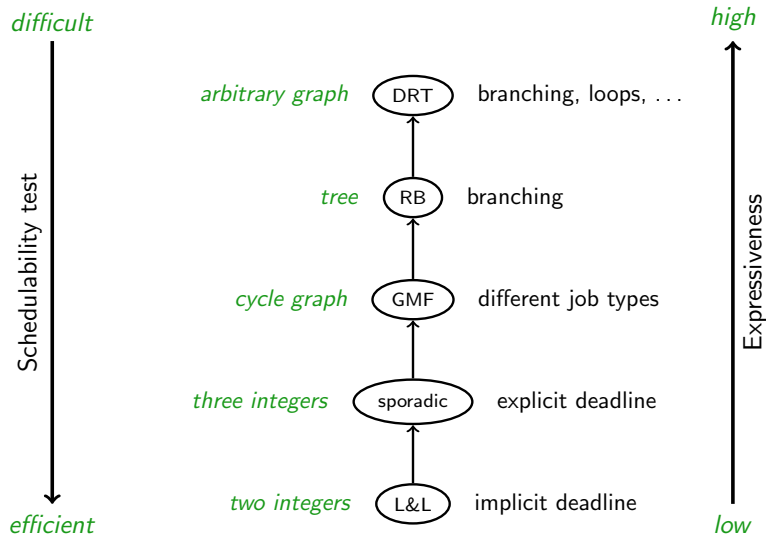 difficult
high
arbitrary graph DRT branching, loops, ...
tree RB branching
Schedulability test
Expressiveness
cycle graph GMF different job types
three integers sporadic explicit deadline
two integers L&L implicit deadline
efficient
low